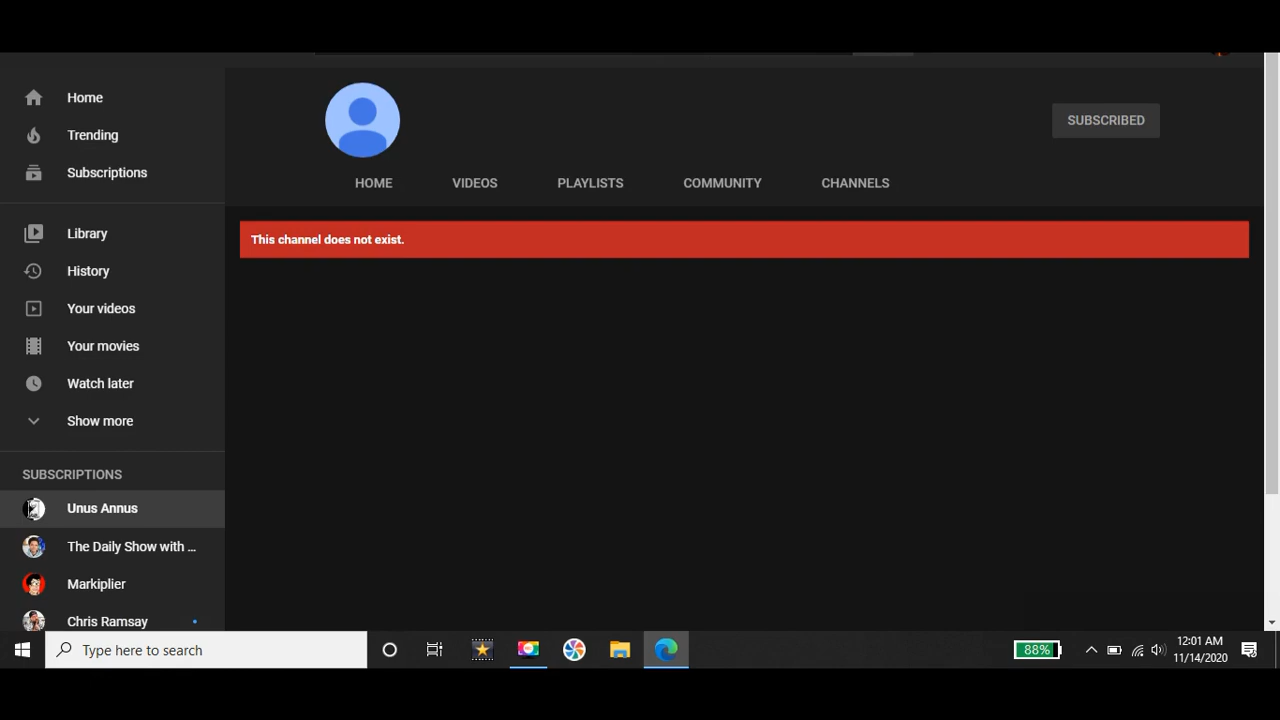 Home
Trending
Subscriptions
Library
History
Your videos
Your movies
Watch later
Show more
SUBSCRIPTIONS
Unus Annus
The Daily Show with ...
Markiplier
Chris Ramsay
SUBSCRIBED
HOME VIDEOS PLAYLISTS COMMUNITY CHANNELS
This channel does not exist.
Type here to search
88%
12:01 AM
11/14/2020